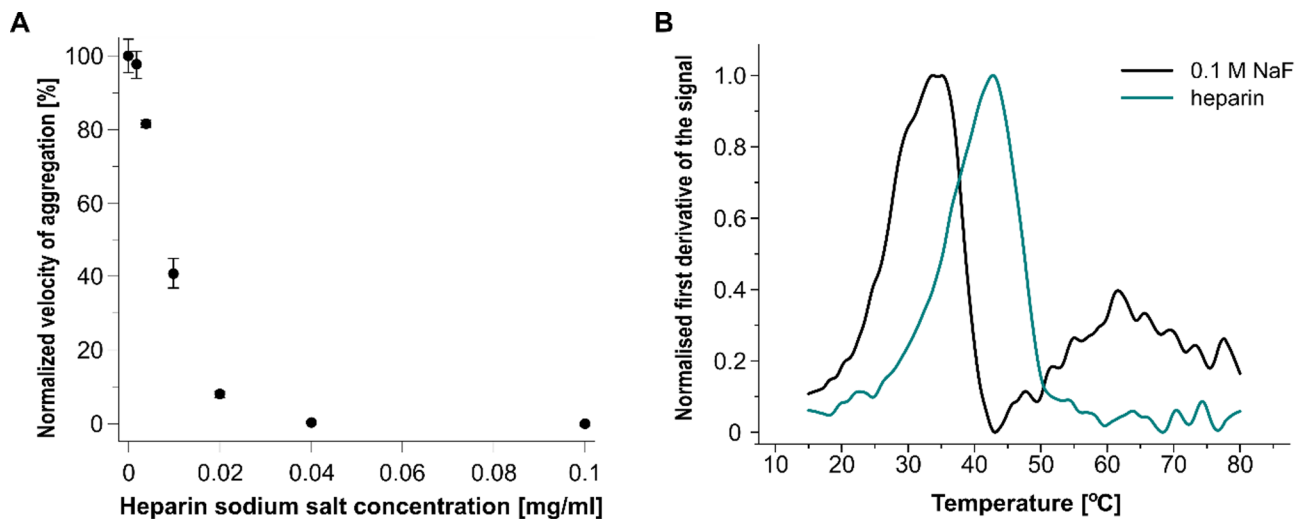 A
Normalized velocity of aggregation [%]
100
80
60
40
20
0
0 0.02 0.04 0.06 0.08 0.1
Heparin sodium salt concentration [mg/ml]
B
Normalised first derivative of the signal
1.0
0.8
0.6
0.4
0.2
0
10 20 30 40 50 60 70 80
Temperature [ºC]
0.1 M NaF
heparin